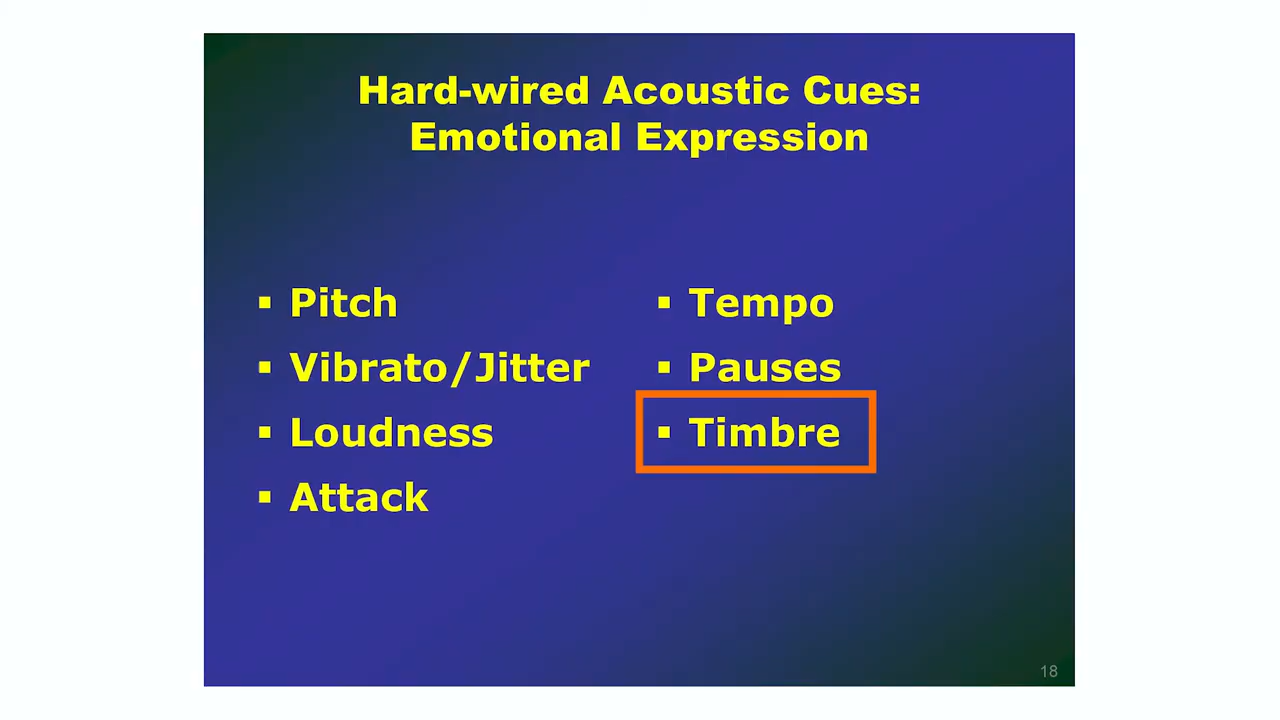 Hard-wired Acoustic Cues:
Emotional Expression
▪ Pitch
▪ Vibrato/Jitter
▪ Loudness
▪ Attack
▪ Tempo
▪ Pauses
▪ Timbre
18